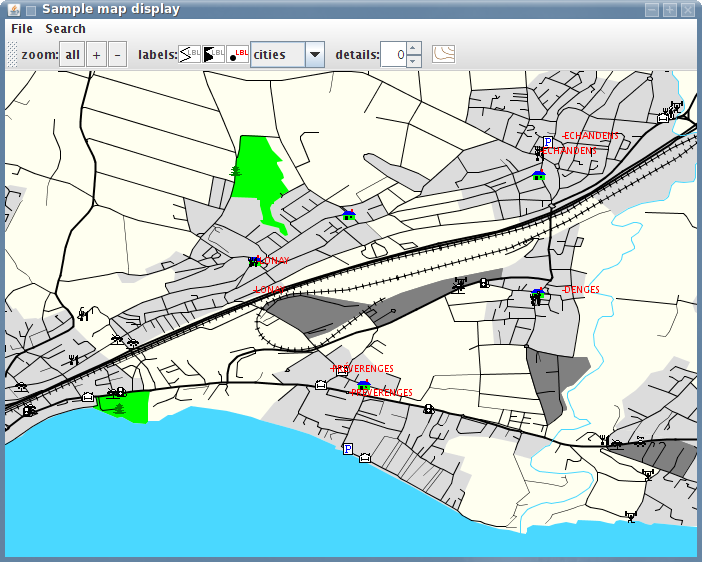 Sample map display
File Search
zoom: all + - labels: LBL LBL LBL cities details: 0
P ECHANDENS
ECHANDENS
LONAY
LONAY
DENGES
PREVERENGES
PREVERENGES
P